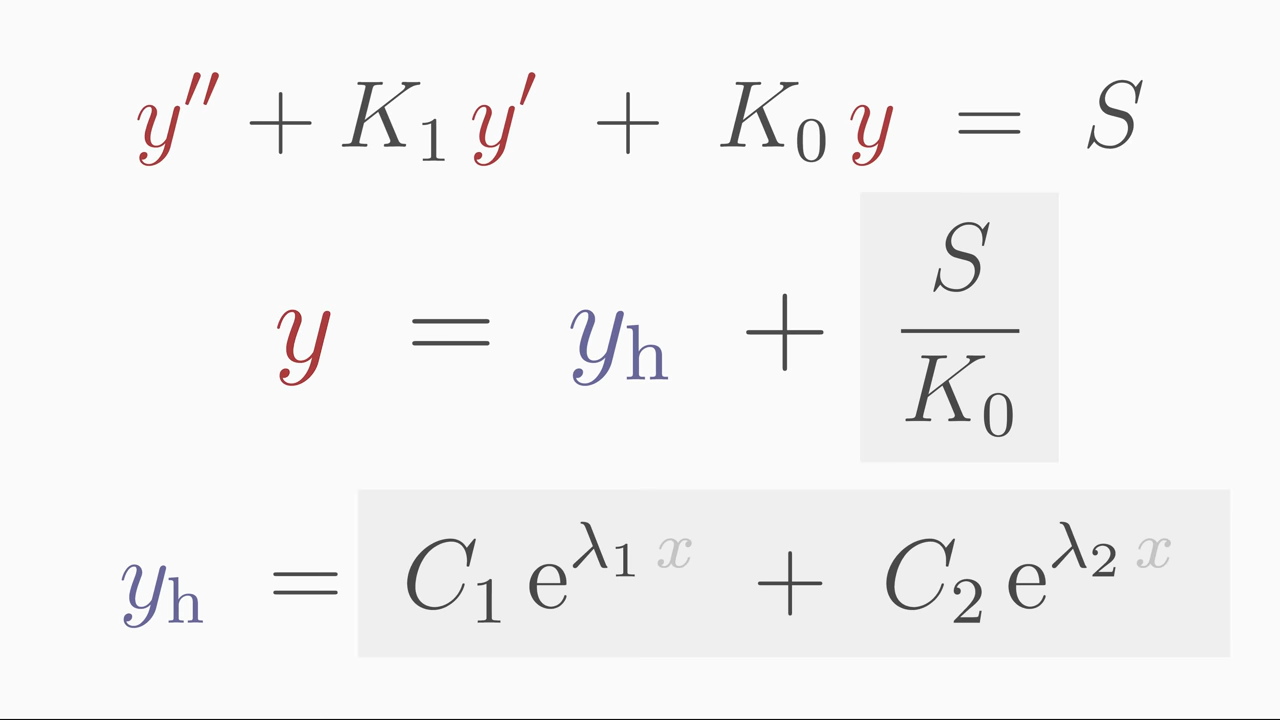 y″ + K₁ y′ + K₀ y = S
y = yₕ + S/K₀
yₕ = C₁ e^{λ₁ x} + C₂ e^{λ₂ x}